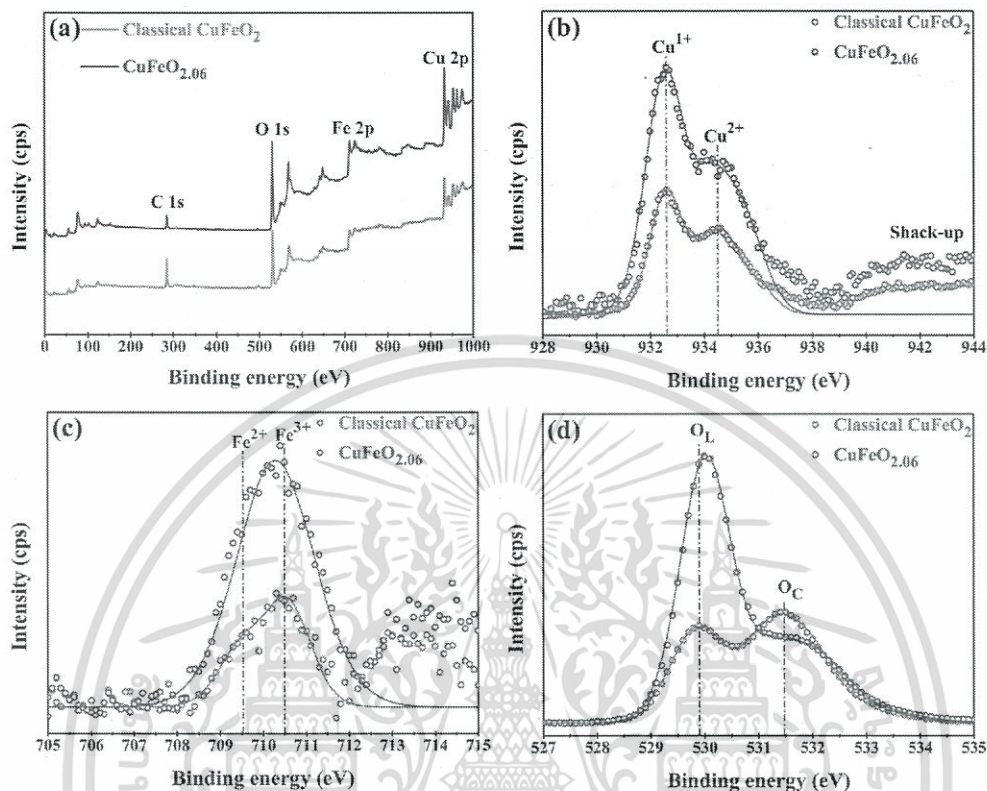 (a)
Classical CuFeO₂
CuFeO₂.₀₆
Cu 2p
O 1s
Fe 2p
C 1s
Intensity (cps)
0 100 200 300 400 500 600 700 800 900 1000
Binding energy (eV)
(b)
Classical CuFeO₂
CuFeO₂.₀₆
Cu¹⁺
Cu²⁺
Shack-up
Intensity (cps)
928 930 932 934 936 938 940 942 944
Binding energy (eV)
(c)
Classical CuFeO₂
CuFeO₂.₀₆
Fe²⁺
Fe³⁺
Intensity (cps)
705 706 707 708 709 710 711 712 713 714 715
Binding energy (eV)
(d)
Classical CuFeO₂
CuFeO₂.₀₆
O_L
O_C
Intensity (cps)
527 528 529 530 531 532 533 534 535
Binding energy (eV)